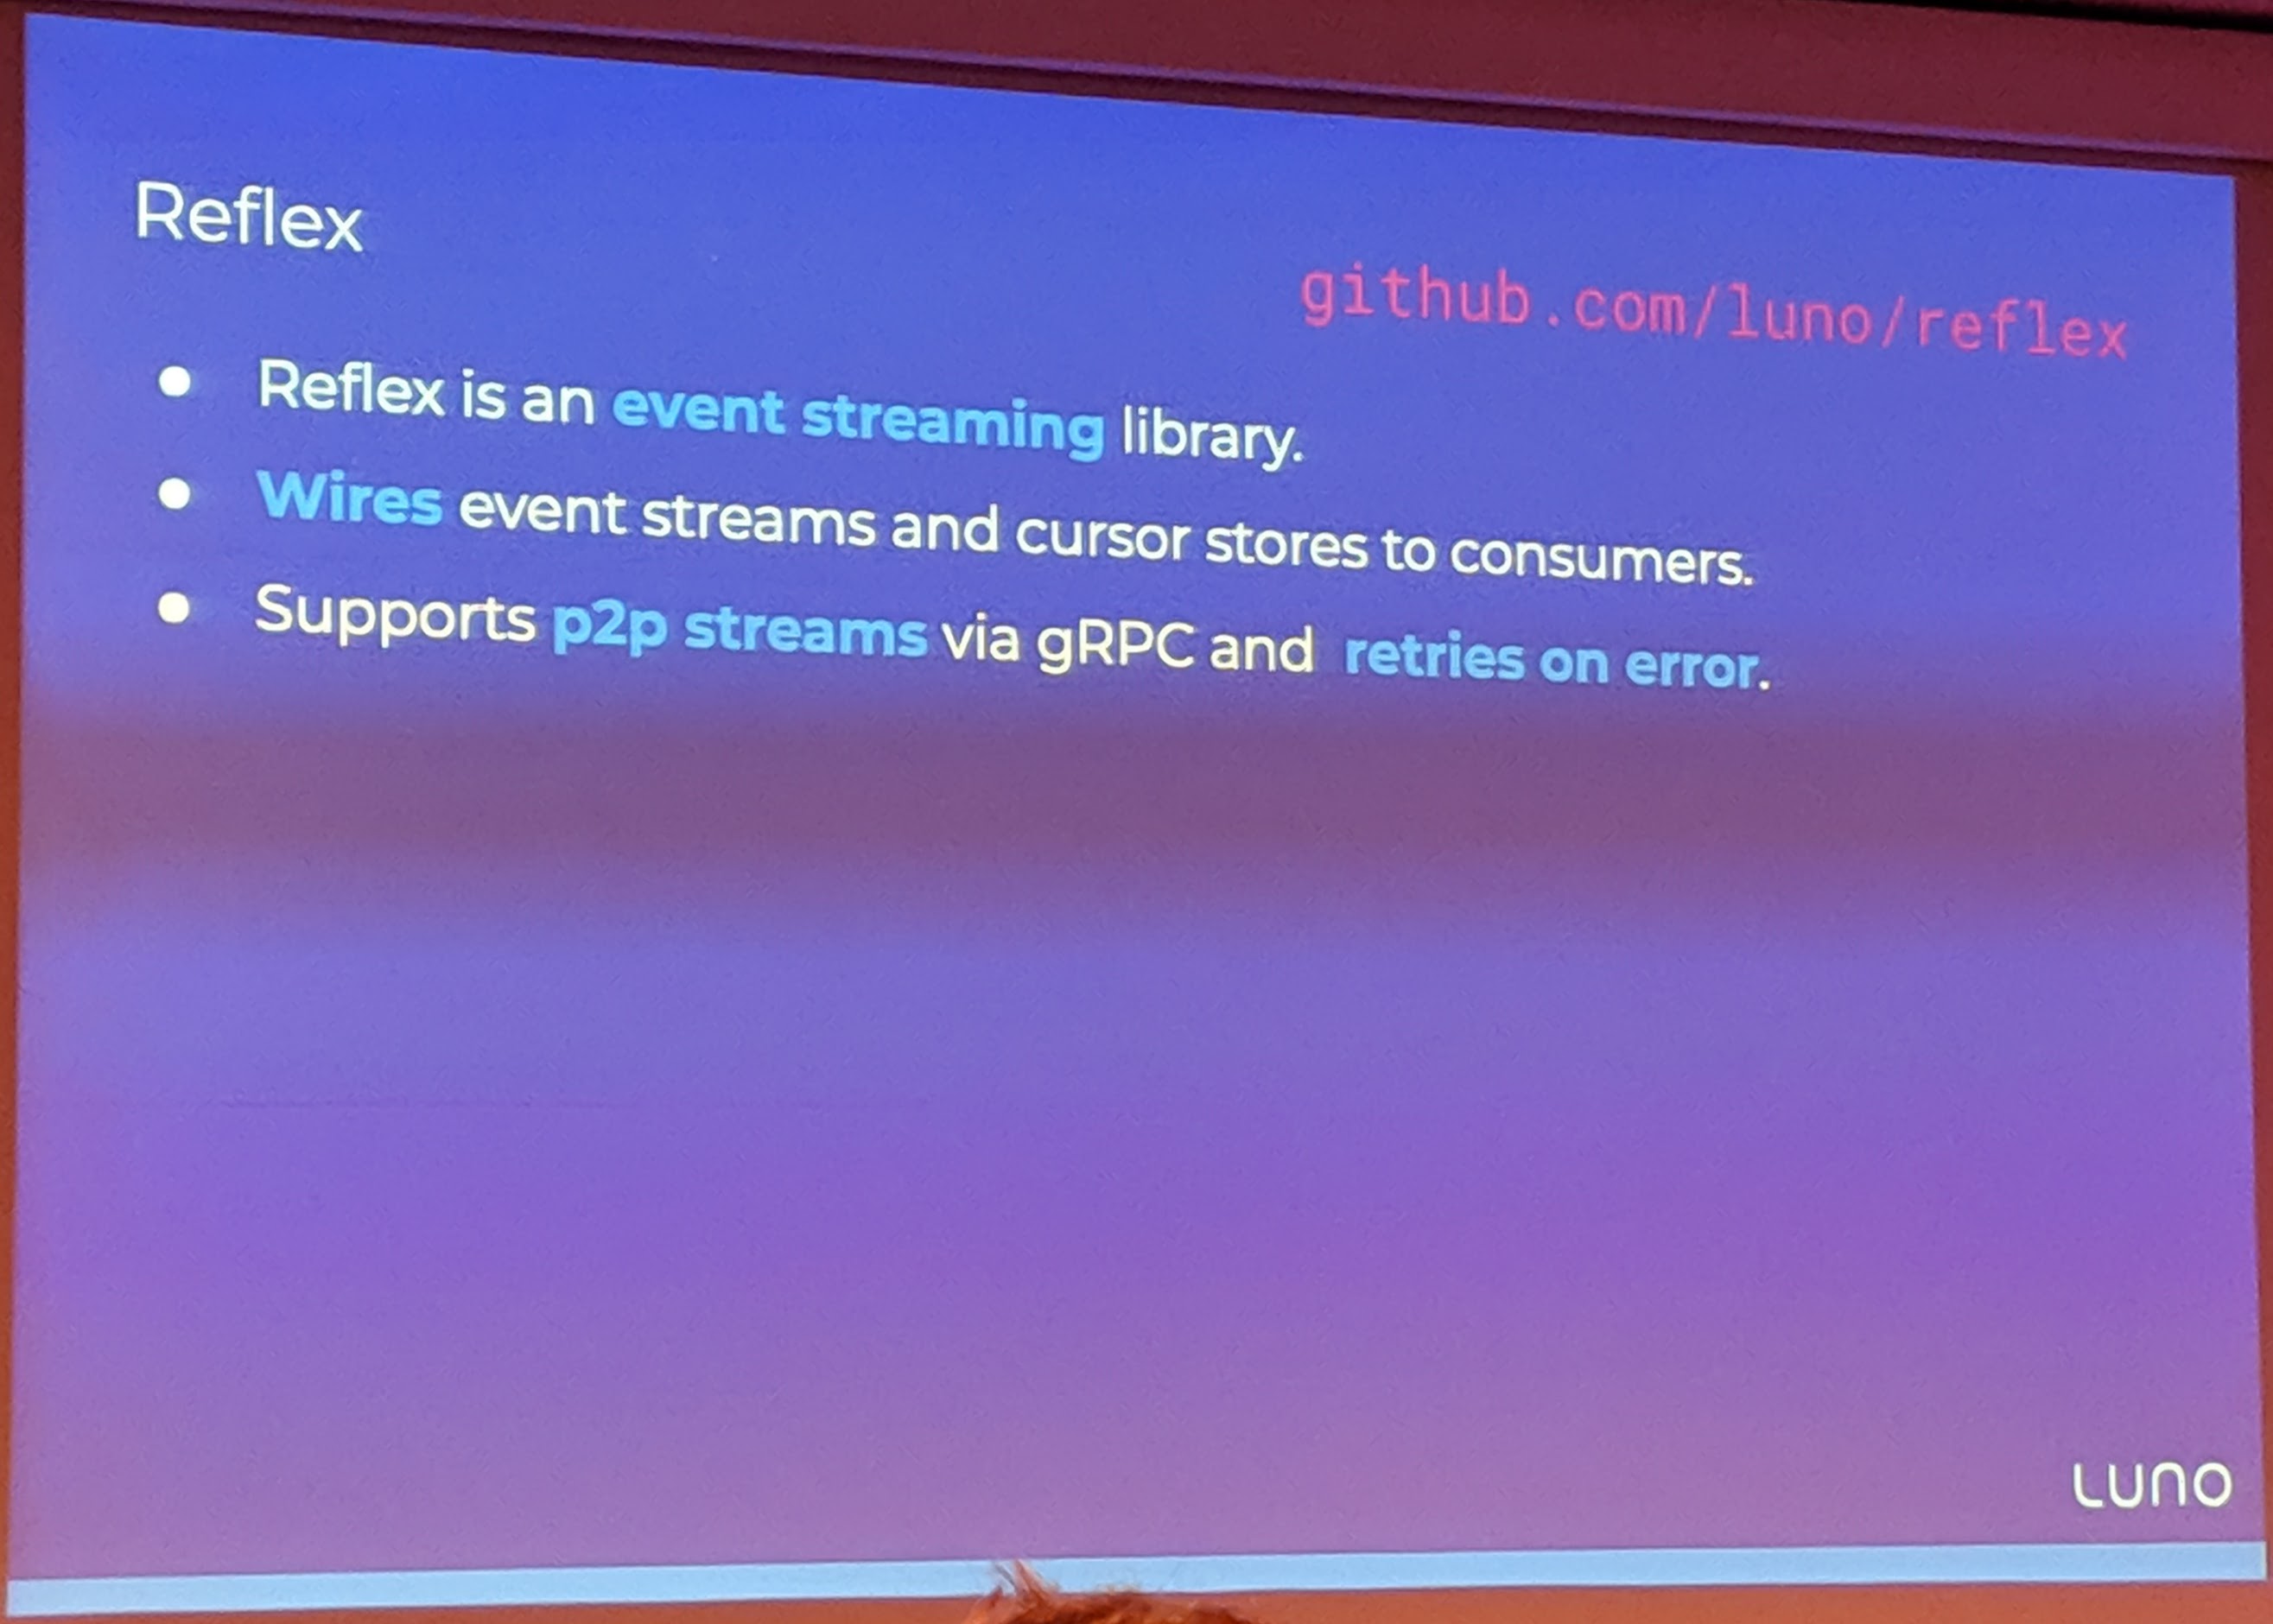 Reflex
github.com/luno/reflex
● Reflex is an event streaming library.
● Wires event streams and cursor stores to consumers.
● Supports p2p streams via gRPC and retries on error.
LUNO